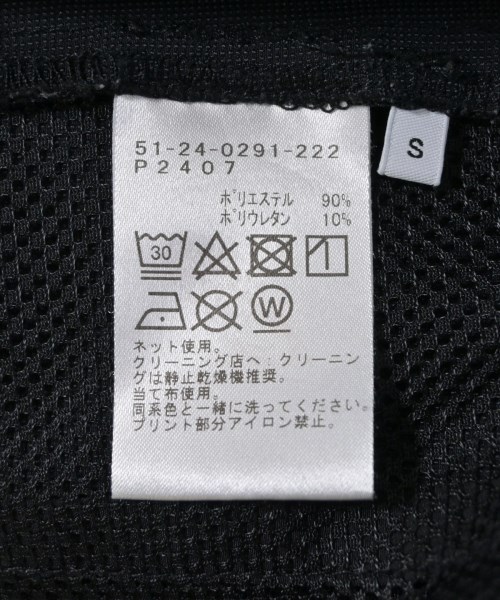 51-24-0291-222
P2407
S
ポリエステル 90%
ポリウレタン 10%
30
W
ネット使用。
クリーニング店へ:クリーニン
グは静止乾燥機推奨。
当て布使用。
同系色と一緒に洗ってください。
プリント部分アイロン禁止。